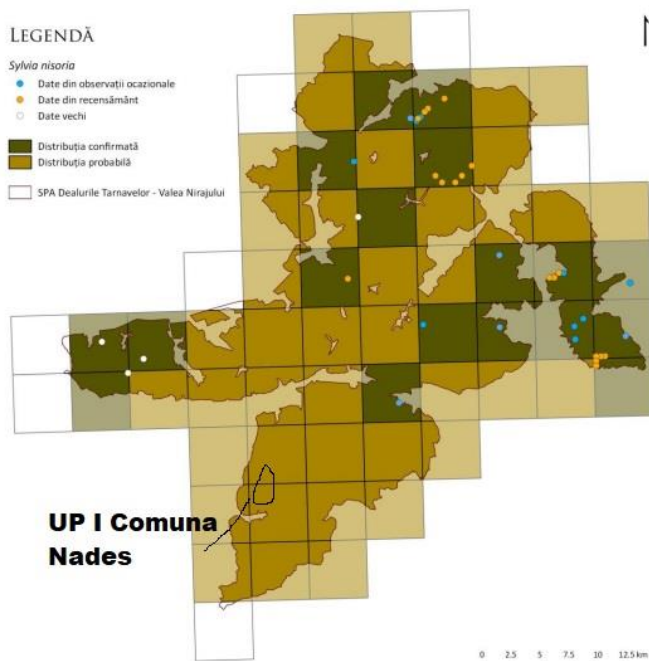 LEGENDĂ
Sylvia nisoria
Date din observații ocazionale
Date din recensământ
Date vechi
Distribuția confirmată
Distribuția probabilă
SPA Dealurile Tarnavelor - Valea Nirajului
UP I Comuna
Nades
0 2.5 5 7.5 10 12.5 km